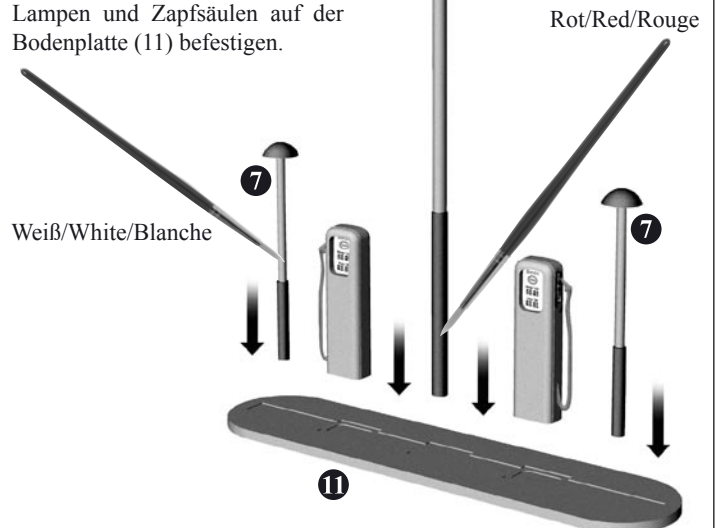 Lampen und Zapfsäulen auf der
Bodenplatte (11) befestigen.
Rot/Red/Rouge
7
Weiß/White/Blanche
7
11